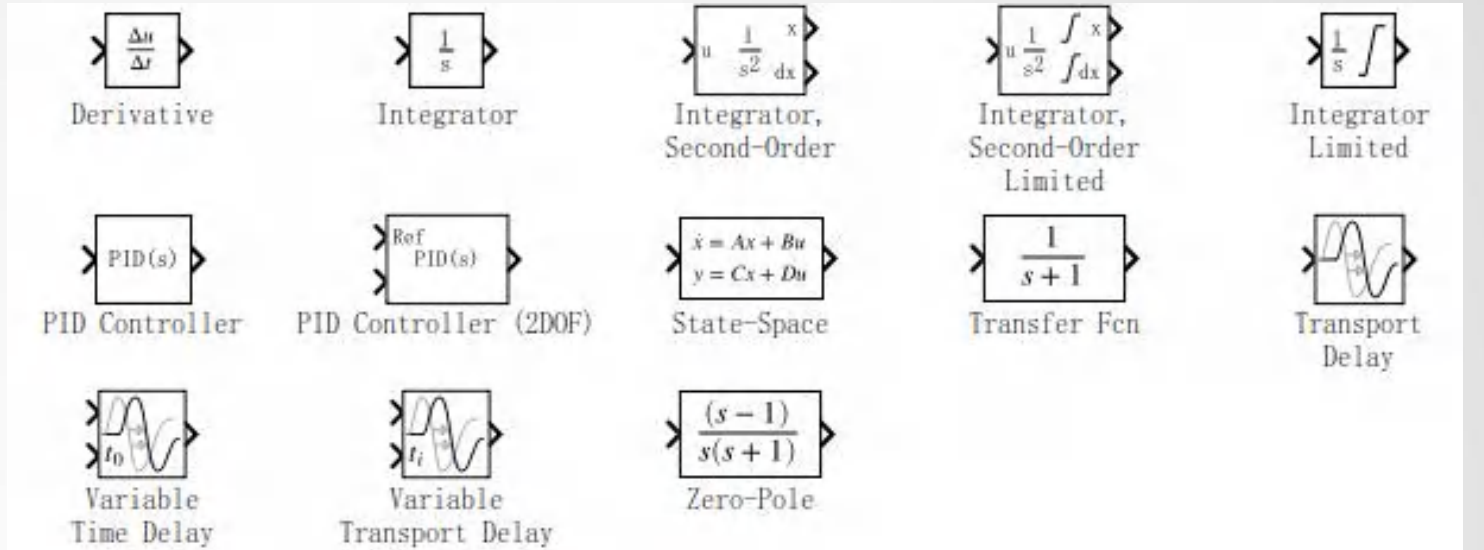 Δu
Δt
Derivative
1
s
Integrator
u 1 x
s² dx
Integrator,
Second-Order
u 1 ∫ x
s² ∫ dx
Integrator,
Second-Order
Limited
1 ∫
s
Integrator
Limited
PID(s)
PID Controller
Ref
PID(s)
PID Controller (2DOF)
ẋ = Ax + Bu
y = Cx + Du
State-Space
1
s + 1
Transfer Fcn
Transport
Delay
t₀
Variable
Time Delay
tᵢ
Variable
Transport Delay
(s − 1)
s(s + 1)
Zero-Pole